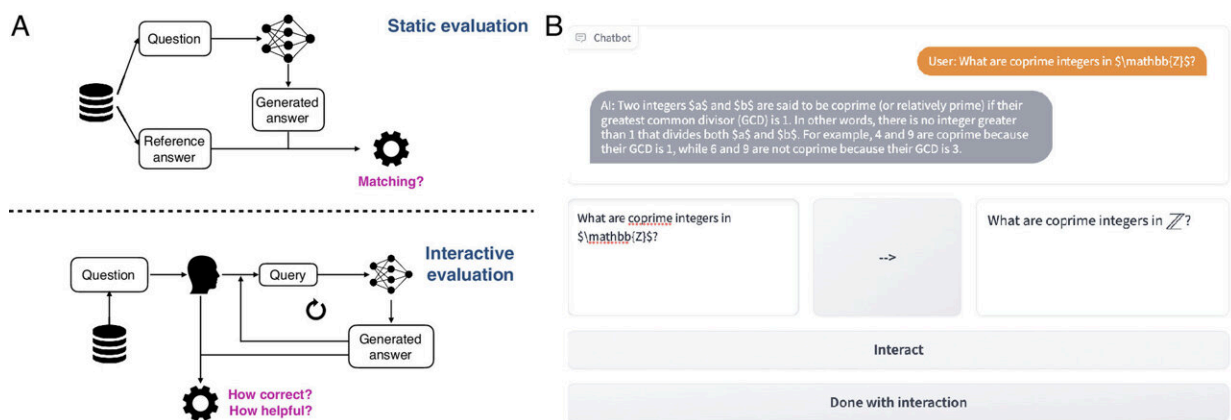 A
Static evaluation
Question
Generated
answer
Reference
answer
Matching?
Interactive
evaluation
Question
Query
Generated
answer
How correct?
How helpful?
B
Chatbot
User: What are coprime integers in $\mathbb{Z}$?
AI: Two integers $a$ and $b$ are said to be coprime (or relatively prime) if their
greatest common divisor (GCD) is 1. In other words, there is no integer greater
than 1 that divides both $a$ and $b$. For example, 4 and 9 are coprime because
their GCD is 1, while 6 and 9 are not coprime because their GCD is 3.
What are coprime integers in
$\mathbb{Z}$?
-->
What are coprime integers in ℤ?
Interact
Done with interaction